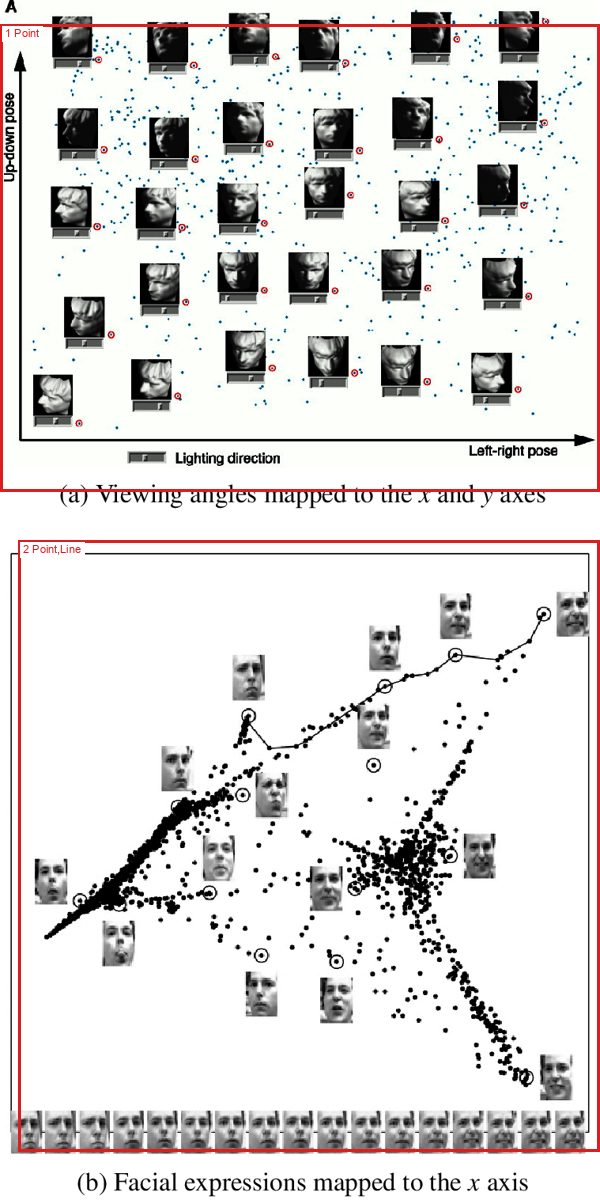 A
1 Point
Up-down pose
Left-right pose
Lighting direction
(a) Viewing angles mapped to the x and y axes
2 Point,Line
(b) Facial expressions mapped to the x axis